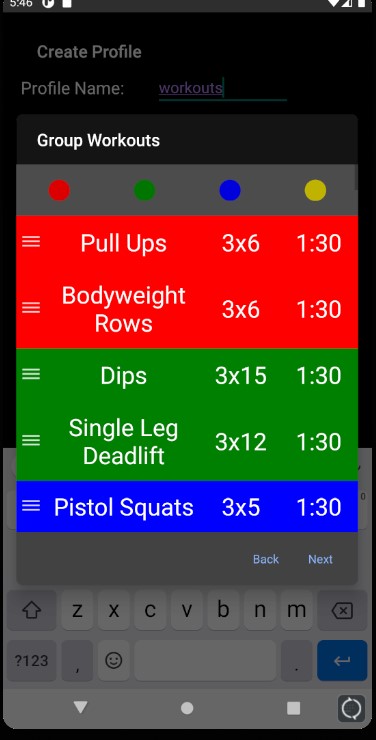 5:46
Create Profile
Profile Name: workouts
Group Workouts
Pull Ups 3x6 1:30
Bodyweight
Rows 3x6 1:30
Dips 3x15 1:30
Single Leg
Deadlift 3x12 1:30
Pistol Squats 3x5 1:30
Back Next
0
z x c v b n m
?123 , .